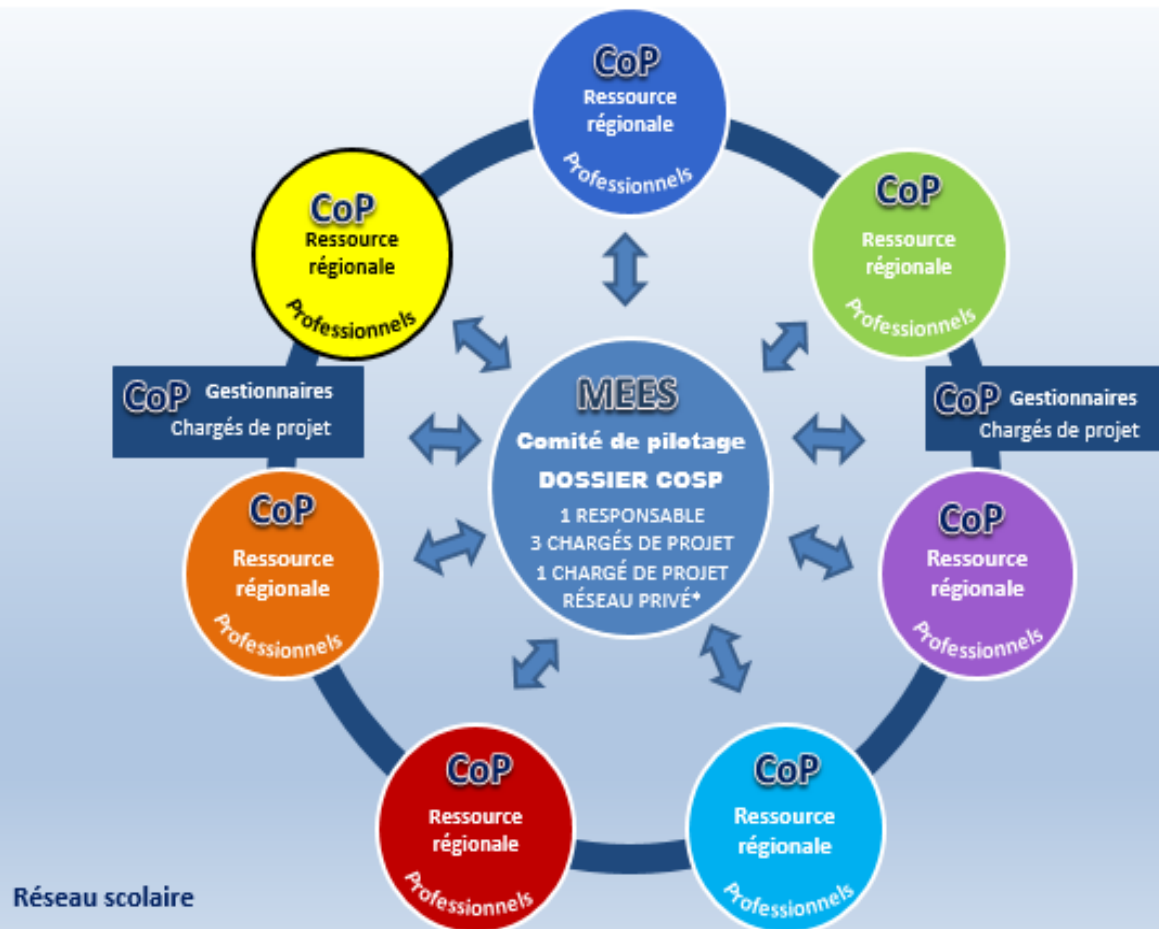 CoP
Ressource
régionale
Professionnels
CoP
Ressource
régionale
Professionnels
CoP
Ressource
régionale
Professionnels
CoP Gestionnaires
Chargés de projet
MEES
Comité de pilotage
DOSSIER COSP
1 RESPONSABLE
3 CHARGÉS DE PROJET
1 CHARGÉ DE PROJET
RÉSEAU PRIVÉ*
CoP Gestionnaires
Chargés de projet
CoP
Ressource
régionale
Professionnels
CoP
Ressource
régionale
Professionnels
CoP
Ressource
régionale
Professionnels
CoP
Ressource
régionale
Professionnels
Réseau scolaire